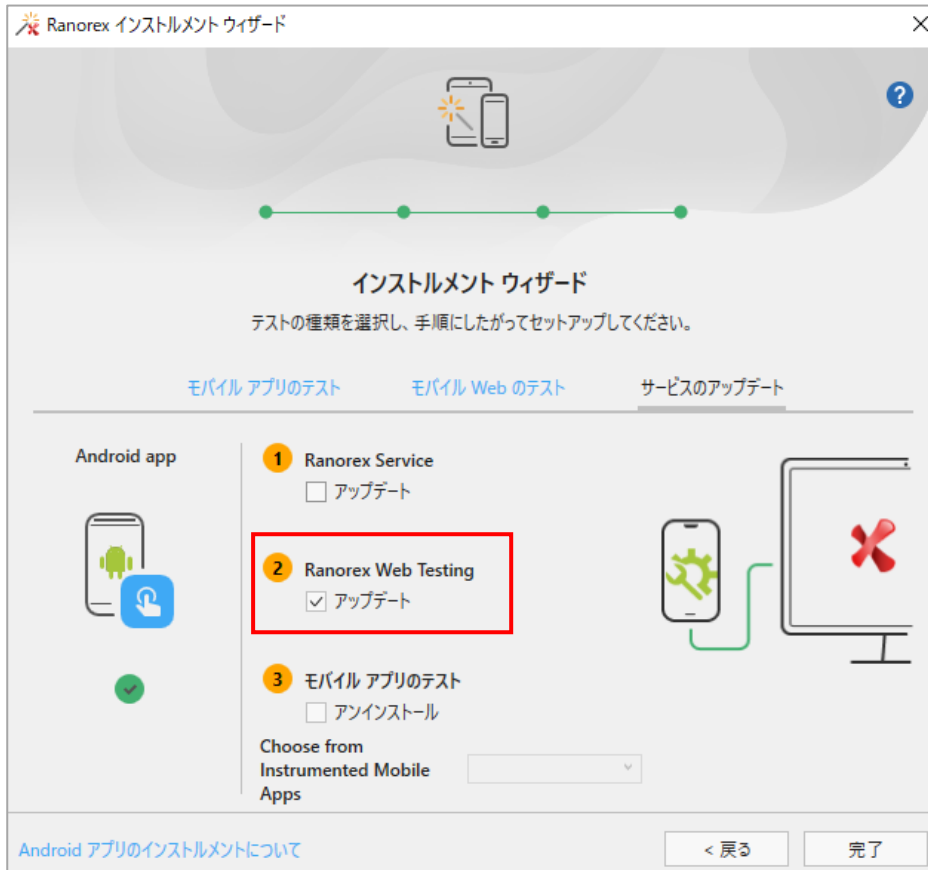 Ranorex インストルメント ウィザード
?
インストルメント ウィザード
テストの種類を選択し、手順にしたがってセットアップしてください。
モバイル アプリのテスト
モバイル Web のテスト
サービスのアップデート
Android app
1 Ranorex Service
アップデート
2 Ranorex Web Testing
アップデート
3 モバイル アプリのテスト
アンインストール
Choose from
Instrumented Mobile
Apps
Android アプリのインストルメントについて
< 戻る
完了